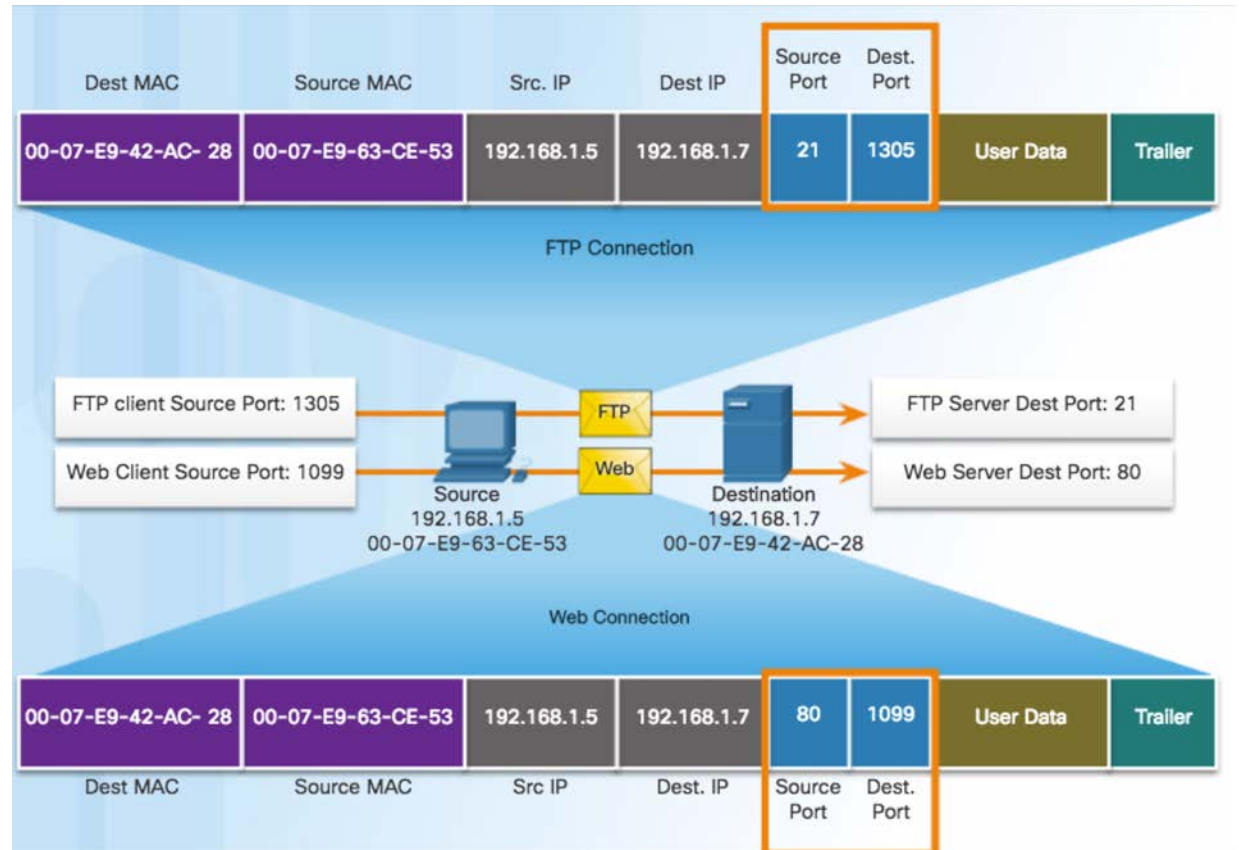 Dest MAC
Source MAC
Src. IP
Dest IP
Source
Port
Dest.
Port
00-07-E9-42-AC- 28
00-07-E9-63-CE-53
192.168.1.5
192.168.1.7
21
1305
User Data
Trailer
FTP Connection
FTP client Source Port: 1305
FTP
FTP Server Dest Port: 21
Web Client Source Port: 1099
Web
Web Server Dest Port: 80
Source
192.168.1.5
00-07-E9-63-CE-53
Destination
192.168.1.7
00-07-E9-42-AC-28
Web Connection
00-07-E9-42-AC- 28
00-07-E9-63-CE-53
192.168.1.5
192.168.1.7
80
1099
User Data
Trailer
Dest MAC
Source MAC
Src IP
Dest. IP
Source
Port
Dest.
Port